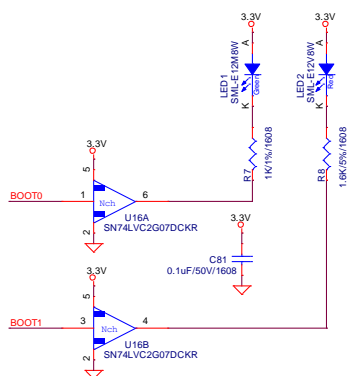 3.3V
3.3V
A
A
LED1
SML-E12M8W
Green
LED2
SML-E12V8W
Red
K
K
R7
1K/1%/1608
R8
1.6K/5%/1608
3.3V
5
BOOT0
1
Nch
6
2
U16A
SN74LVC2G07DCKR
3.3V
C81
0.1uF/50V/1608
3.3V
5
BOOT1
3
Nch
4
2
U16B
SN74LVC2G07DCKR